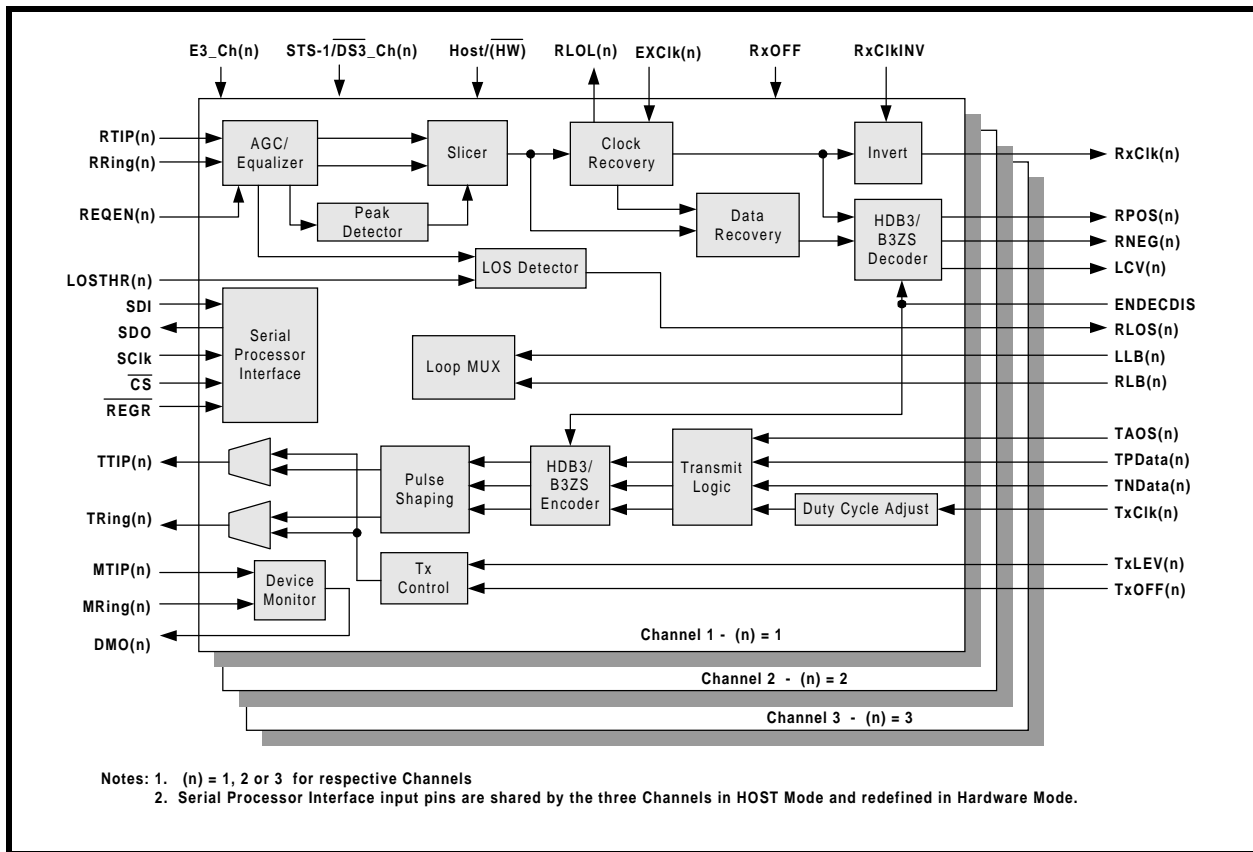 E3_Ch(n)
STS-1/DS3_Ch(n)
Host/(HW)
RLOL(n)
EXClk(n)
RxOFF
RxClkINV
RTIP(n)
RRing(n)
REQEN(n)
LOSTHR(n)
SDI
SDO
SClk
CS
REGR
TTIP(n)
TRing(n)
MTIP(n)
MRing(n)
DMO(n)
AGC/
Equalizer
Peak
Detector
Slicer
LOS Detector
Clock
Recovery
Data
Recovery
Invert
HDB3/
B3ZS
Decoder
Serial
Processor
Interface
Loop MUX
Pulse
Shaping
HDB3/
B3ZS
Encoder
Transmit
Logic
Duty Cycle Adjust
Tx
Control
Device
Monitor
RxClk(n)
RPOS(n)
RNEG(n)
LCV(n)
ENDECDIS
RLOS(n)
LLB(n)
RLB(n)
TAOS(n)
TPData(n)
TNData(n)
TxClk(n)
TxLEV(n)
TxOFF(n)
Channel 1 - (n) = 1
Channel 2 - (n) = 2
Channel 3 - (n) = 3
Notes: 1. (n) = 1, 2 or 3 for respective Channels
2. Serial Processor Interface input pins are shared by the three Channels in HOST Mode and redefined in Hardware Mode.